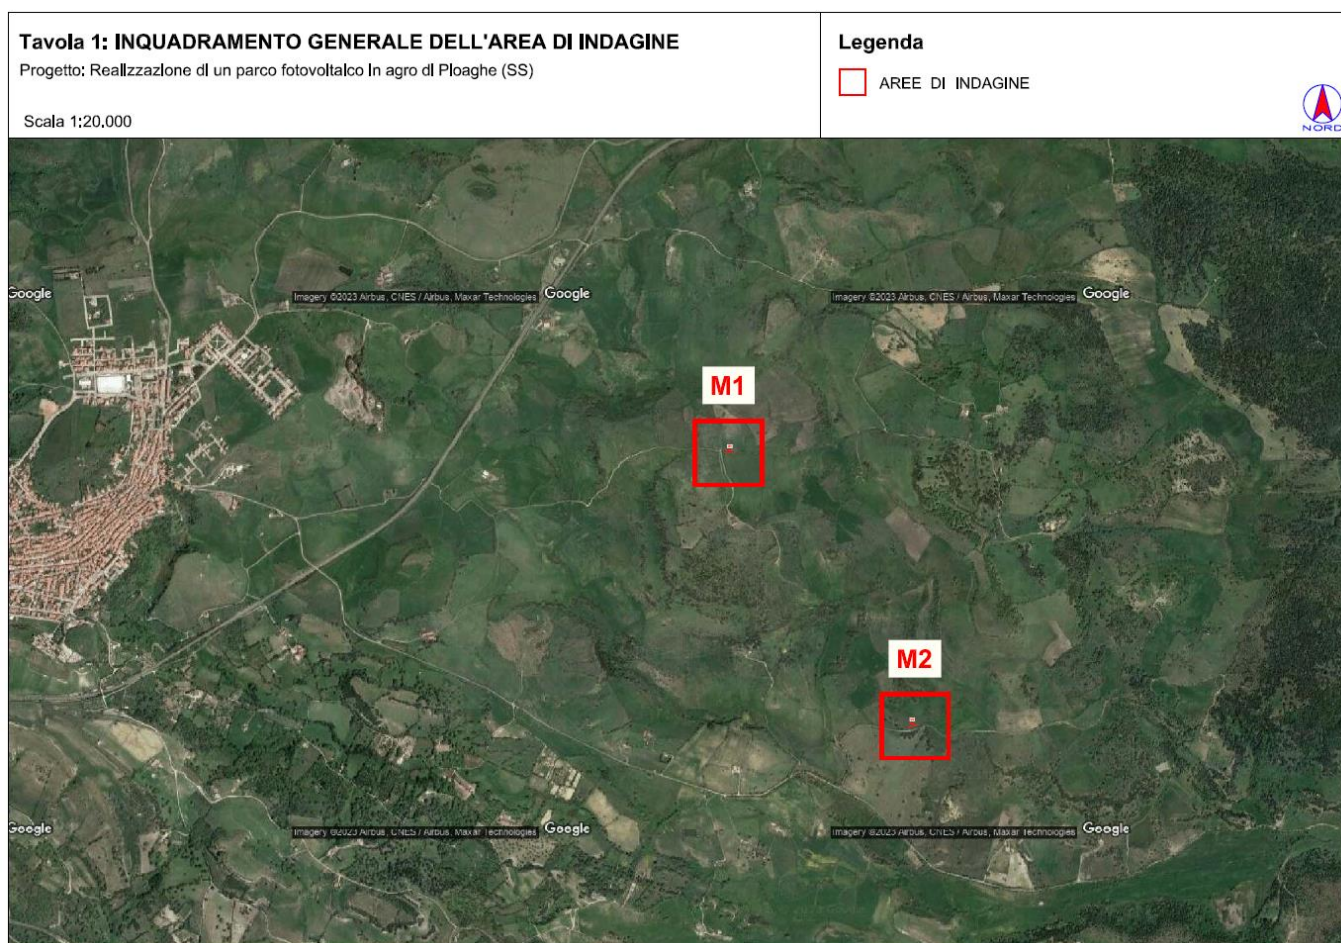 Tavola 1: INQUADRAMENTO GENERALE DELL'AREA DI INDAGINE
Progetto: Realizzazione di un parco fotovoltaico in agro di Ploaghe (SS)
Scala 1:20.000
Legenda
AREE DI INDAGINE
NORD
Google
Imagery ©2023 Airbus, CNES / Airbus, Maxar Technologies
Google
Imagery ©2023 Airbus, CNES / Airbus, Maxar Technologies
Google
M1
M2
Google
Imagery ©2023 Airbus, CNES / Airbus, Maxar Technologies
Google
Imagery ©2023 Airbus, CNES / Airbus, Maxar Technologies
Google